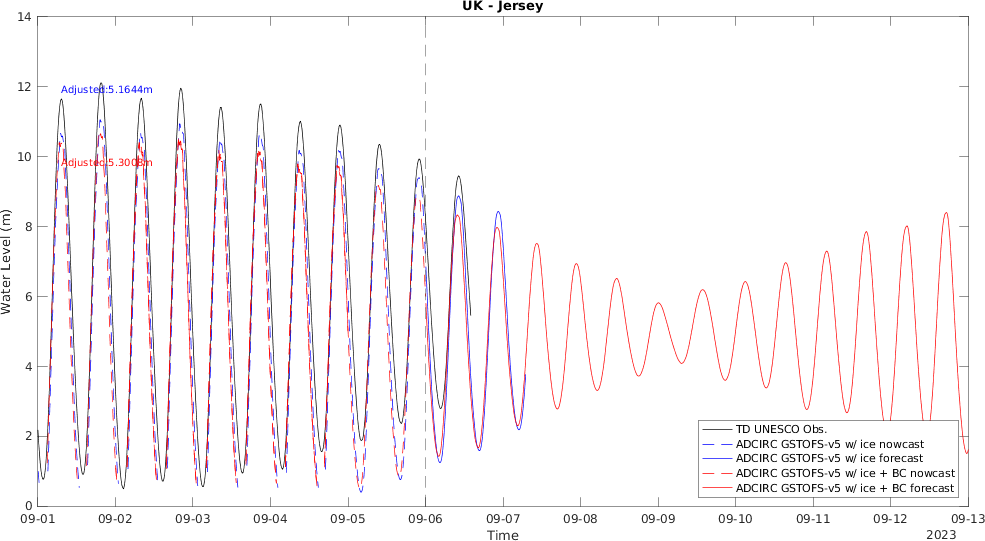 UK - Jersey
14
12
10
8
6
4
2
0
Water Level (m)
Adjusted:5.1644m
Adjusted:5.3008m
TD UNESCO Obs.
ADCIRC GSTOFS-v5 w/ ice nowcast
ADCIRC GSTOFS-v5 w/ ice forecast
ADCIRC GSTOFS-v5 w/ ice + BC nowcast
ADCIRC GSTOFS-v5 w/ ice + BC forecast
09-01 09-02 09-03 09-04 09-05 09-06 09-07 09-08 09-09 09-10 09-11 09-12 09-13
Time
2023